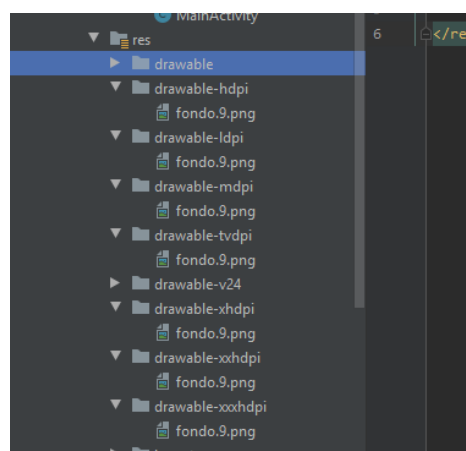 MainActivity
res
6 </re
drawable
drawable-hdpi
fondo.9.png
drawable-ldpi
fondo.9.png
drawable-mdpi
fondo.9.png
drawable-tvdpi
fondo.9.png
drawable-v24
drawable-xhdpi
fondo.9.png
drawable-xxhdpi
fondo.9.png
drawable-xxxhdpi
fondo.9.png